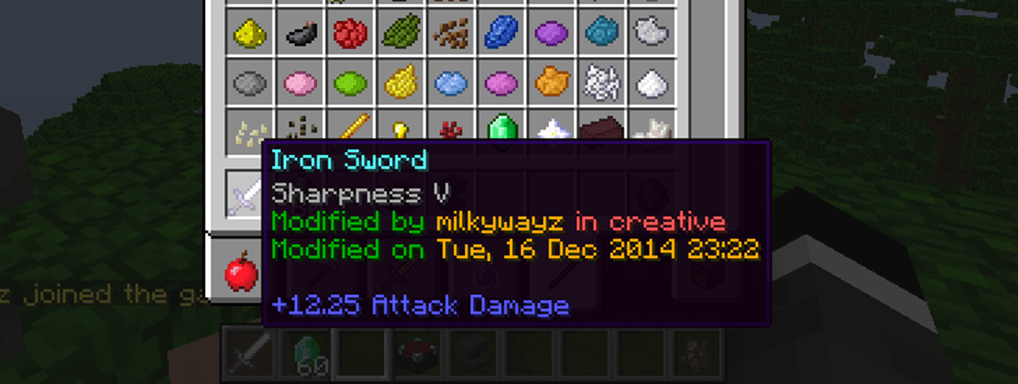 Iron Sword
Sharpness V
Modified by milkywayz in creative
Modified on Tue, 16 Dec 2014 23:22
+12.25 Attack Damage
z joined the ga
60